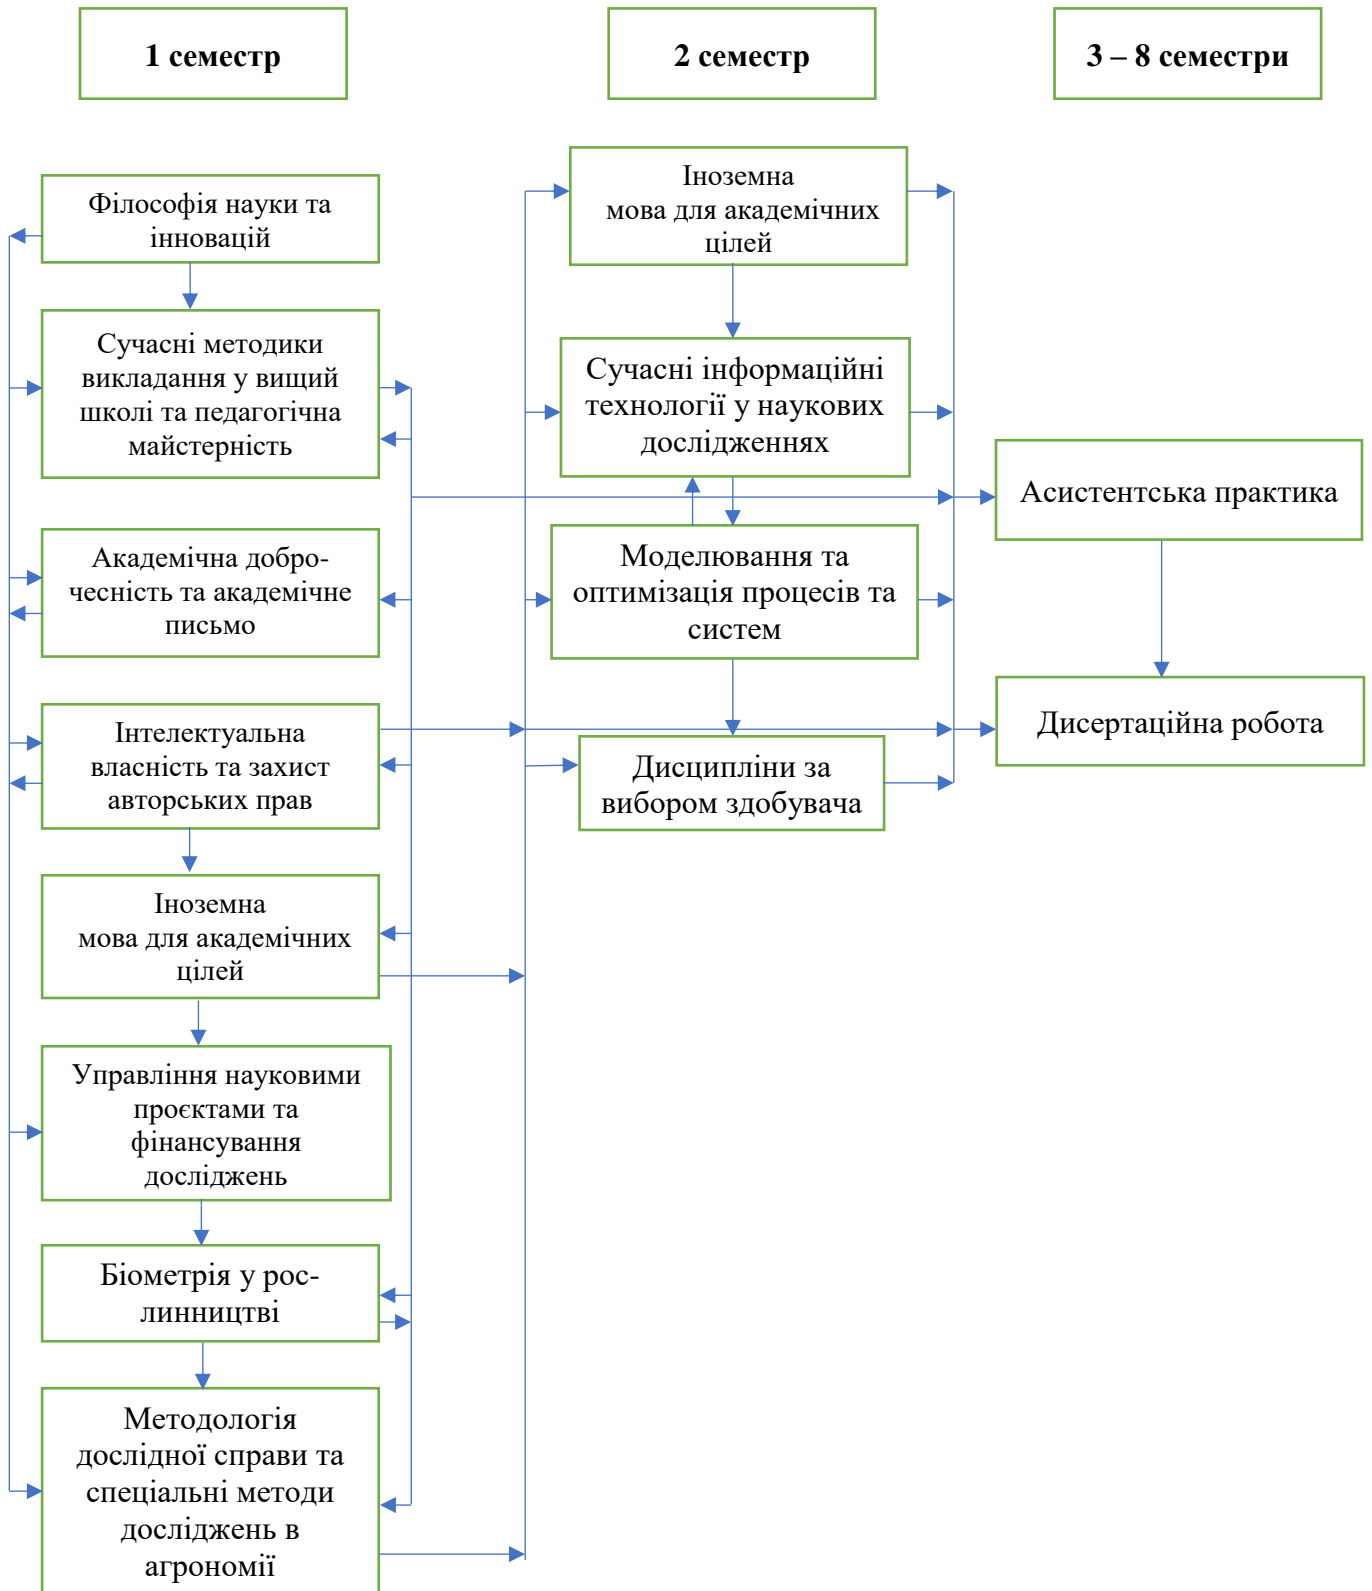 1 семестр
2 семестр
3 – 8 семестри
Філософія науки та
інновацій
Сучасні методики
викладання у вищий
школі та педагогічна
майстерність
Академічна добро-
чесність та академічне
письмо
Інтелектуальна
власність та захист
авторських прав
Іноземна
мова для академічних
цілей
Управління науковими
проєктами та
фінансування
досліджень
Біометрія у рос-
линництві
Методологія
дослідної справи та
спеціальні методи
досліджень в
агрономії
Іноземна
мова для академічних
цілей
Сучасні інформаційні
технології у наукових
дослідженнях
Моделювання та
оптимізація процесів та
систем
Дисципліни за
вибором здобувача
Асистентська практика
Дисертаційна робота